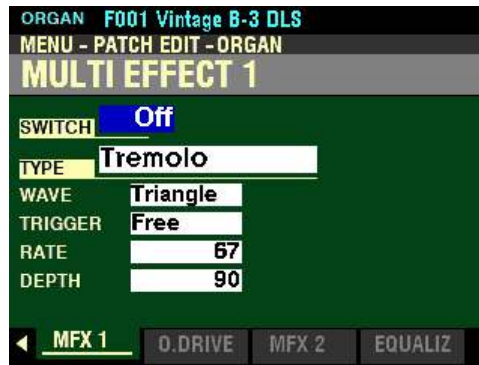 ORGAN F001 Vintage B-3 DLS
MENU - PATCH EDIT - ORGAN
MULTI EFFECT 1
SWITCH Off
TYPE Tremolo
WAVE Triangle
TRIGGER Free
RATE 67
DEPTH 90
MFX 1 O.DRIVE MFX 2 EQUALIZ